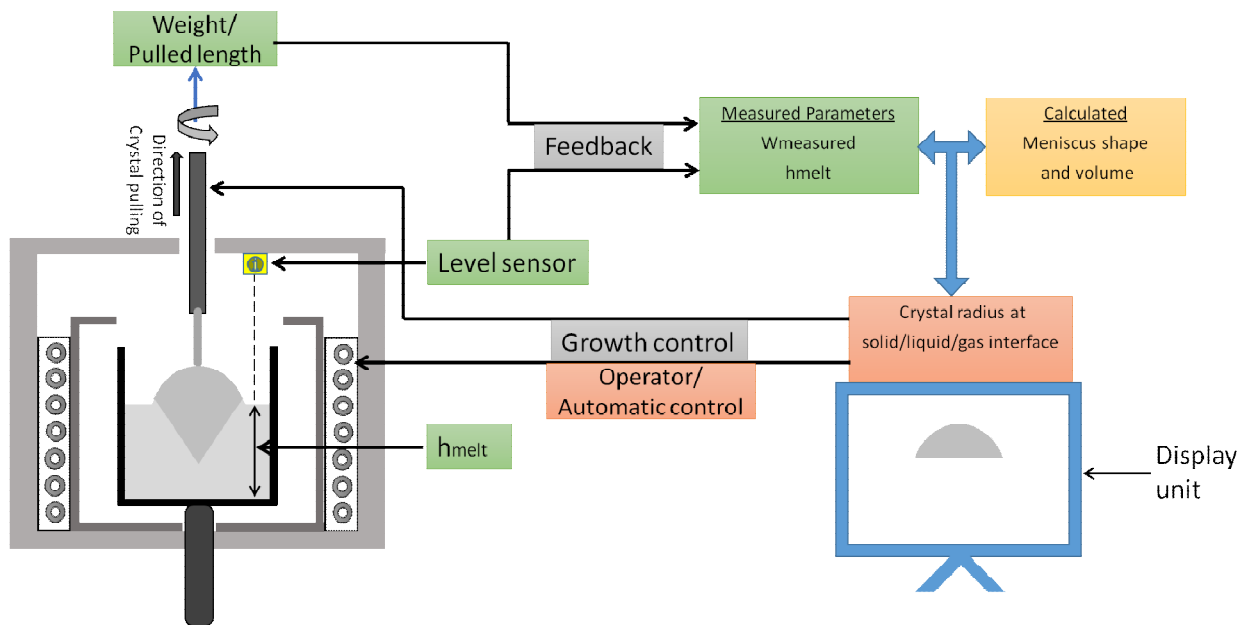 Weight/
Pulled length
Direction of
Crystal pulling
Feedback
Measured Parameters
Wmeasured
hmelt
Calculated
Meniscus shape
and volume
Level sensor
Growth control
Operator/
Automatic control
Crystal radius at
solid/liquid/gas interface
hmelt
Display
unit